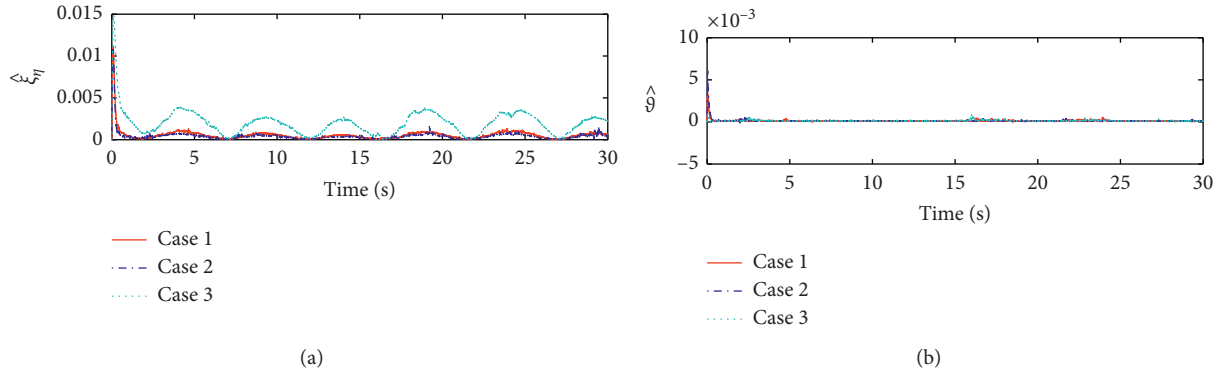 0.015
0.01
0.005
0
ξ̂η
0 5 10 15 20 25 30
Time (s)
Case 1
Case 2
Case 3
(a)
×10–3
10
5
0
–5
ϑ̂
0 5 10 15 20 25 30
Time (s)
Case 1
Case 2
Case 3
(b)